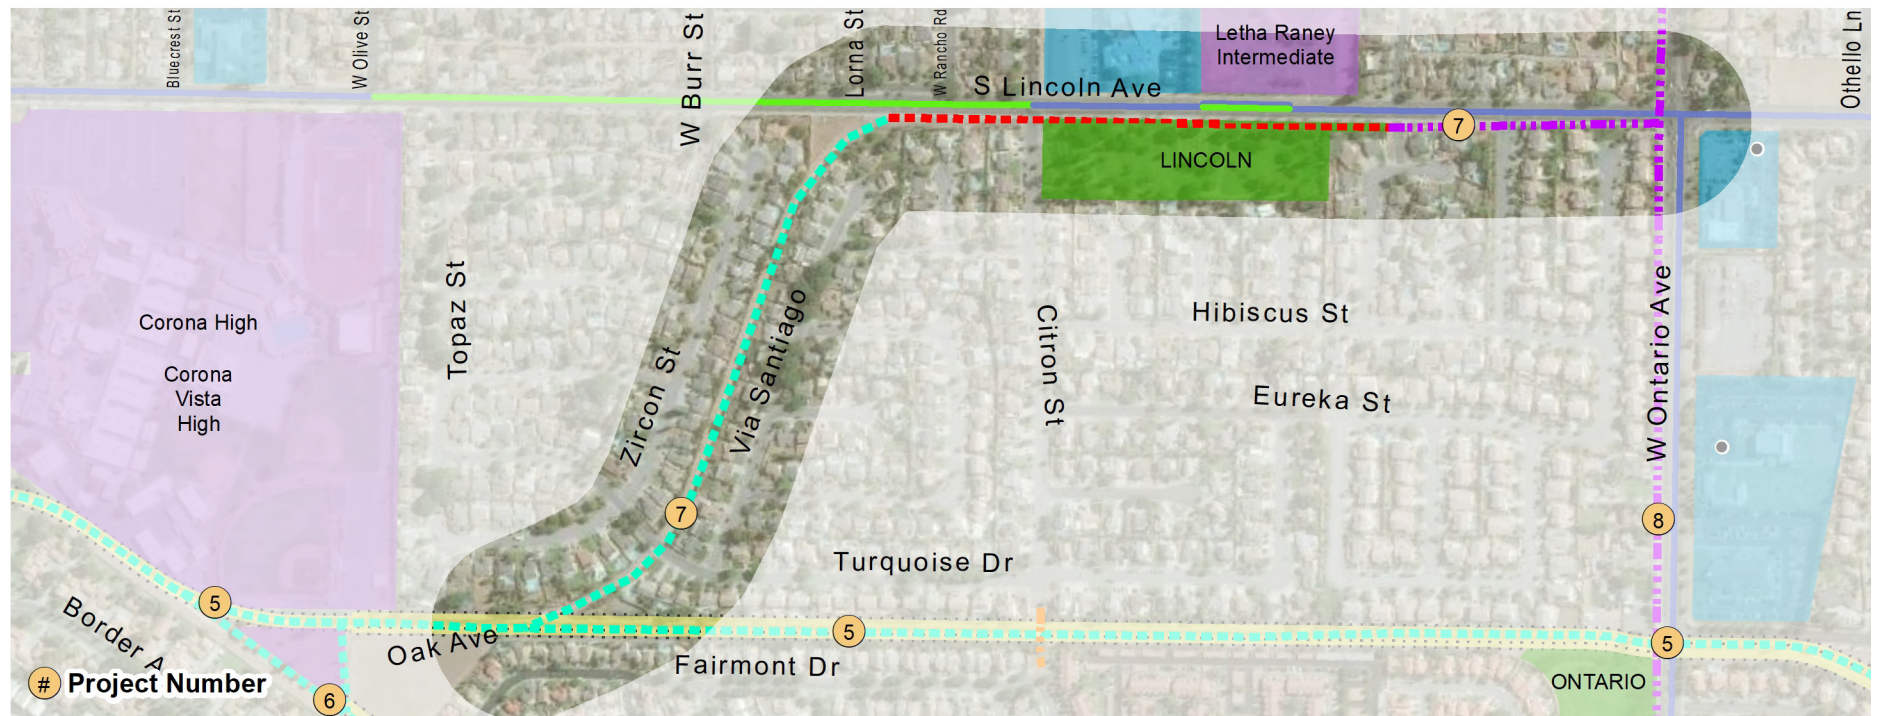 Bluecrest St
W Olive St
W Burr St
Lorna St
W Rancho Rd
Letha Raney
Intermediate
Othello Ln
S Lincoln Ave
7
LINCOLN
Topaz St
Zircon St
Via Santiago
Citron St
Hibiscus St
Eureka St
W Ontario Ave
Corona High
Corona
Vista
High
7
8
Turquoise Dr
5
5
5
Border A
Oak Ave
Fairmont Dr
# Project Number
6
ONTARIO